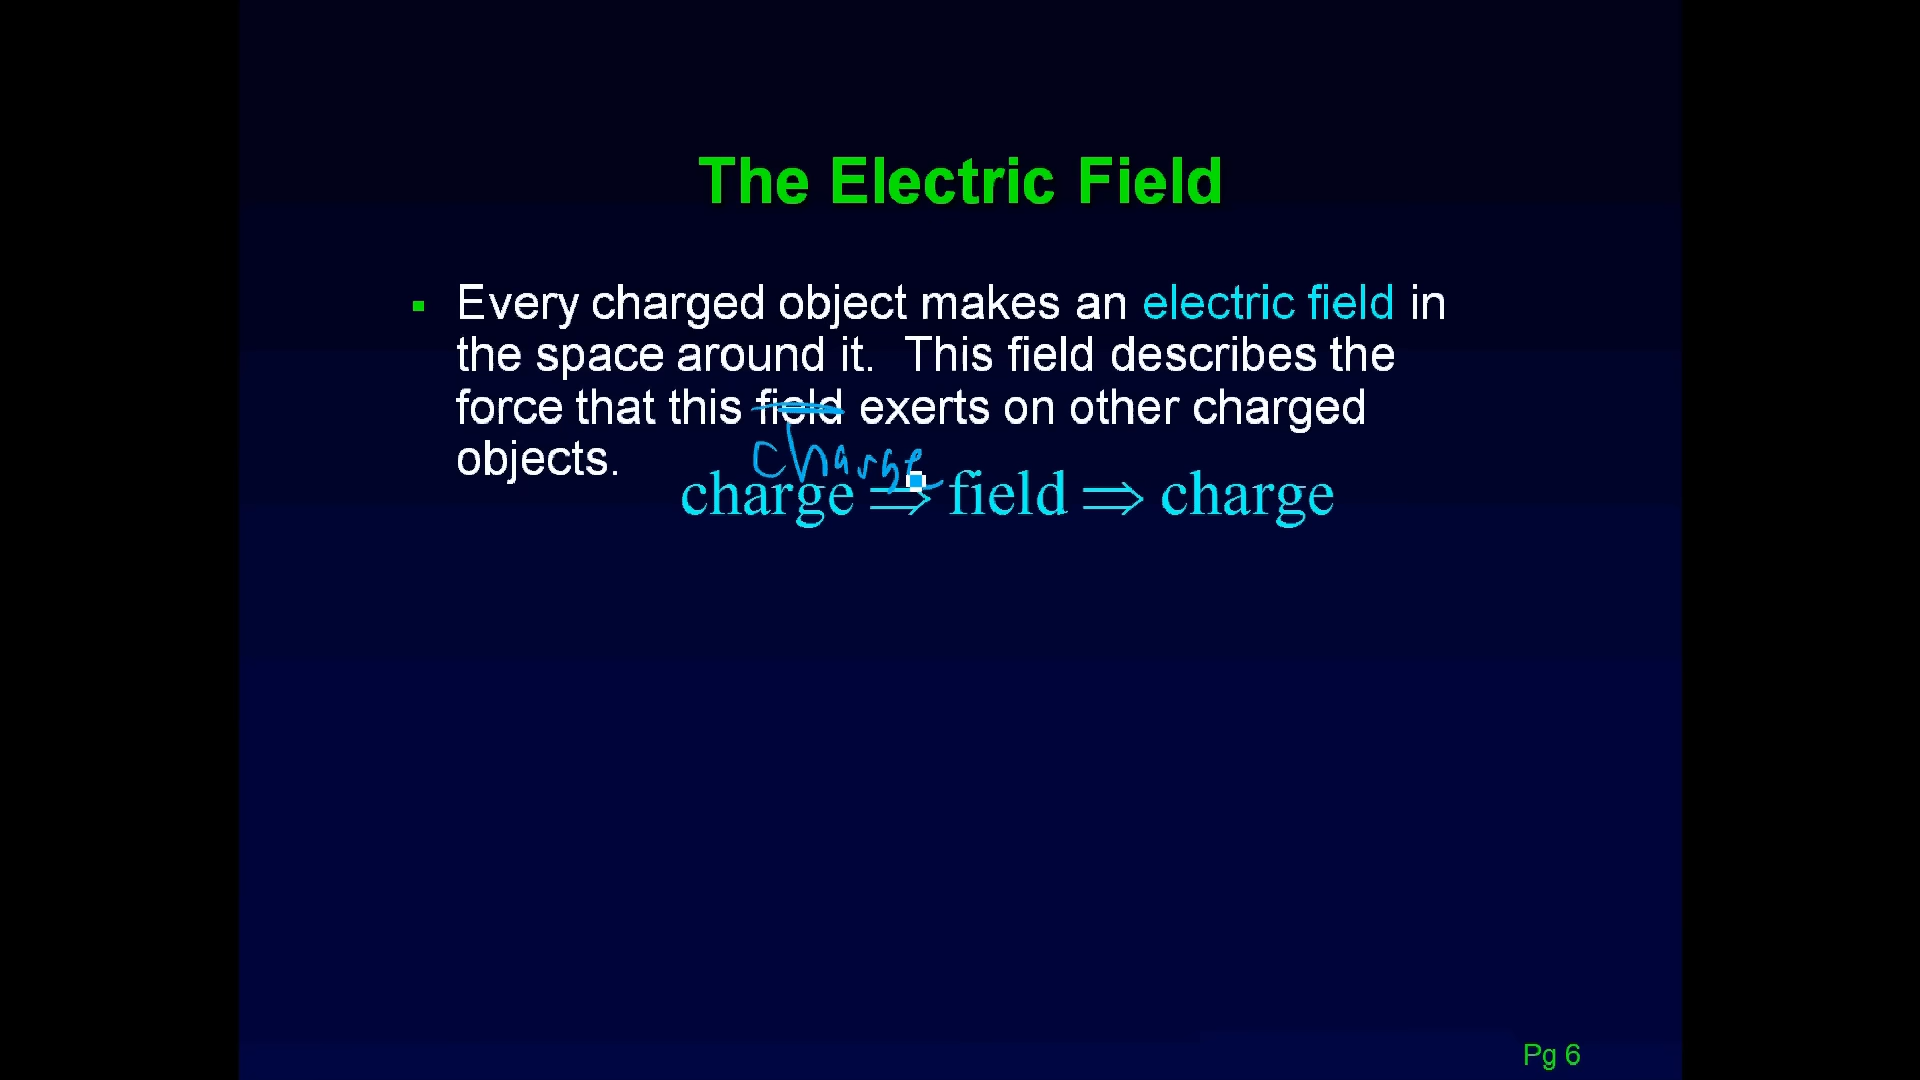 The Electric Field
▪ Every charged object makes an electric field in
the space around it. This field describes the
force that this field exerts on other charged
charge
objects.
charge ⇒ field ⇒ charge
Pg 6